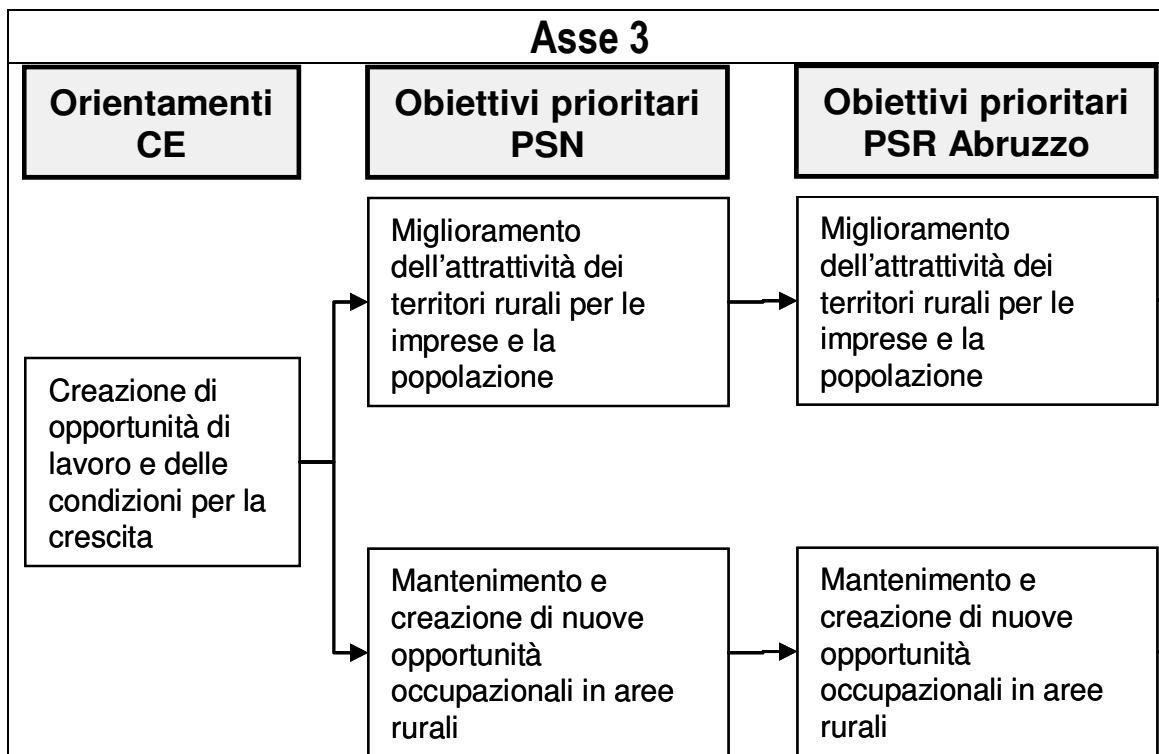 Asse 3
Orientamenti
CE
Obiettivi prioritari
PSN
Obiettivi prioritari
PSR Abruzzo
Creazione di
opportunità di
lavoro e delle
condizioni per la
crescita
Miglioramento
dell'attrattività dei
territori rurali per le
imprese e la
popolazione
Miglioramento
dell'attrattività dei
territori rurali per le
imprese e la
popolazione
Mantenimento e
creazione di nuove
opportunità
occupazionali in aree
rurali
Mantenimento e
creazione di nuove
opportunità
occupazionali in aree
rurali